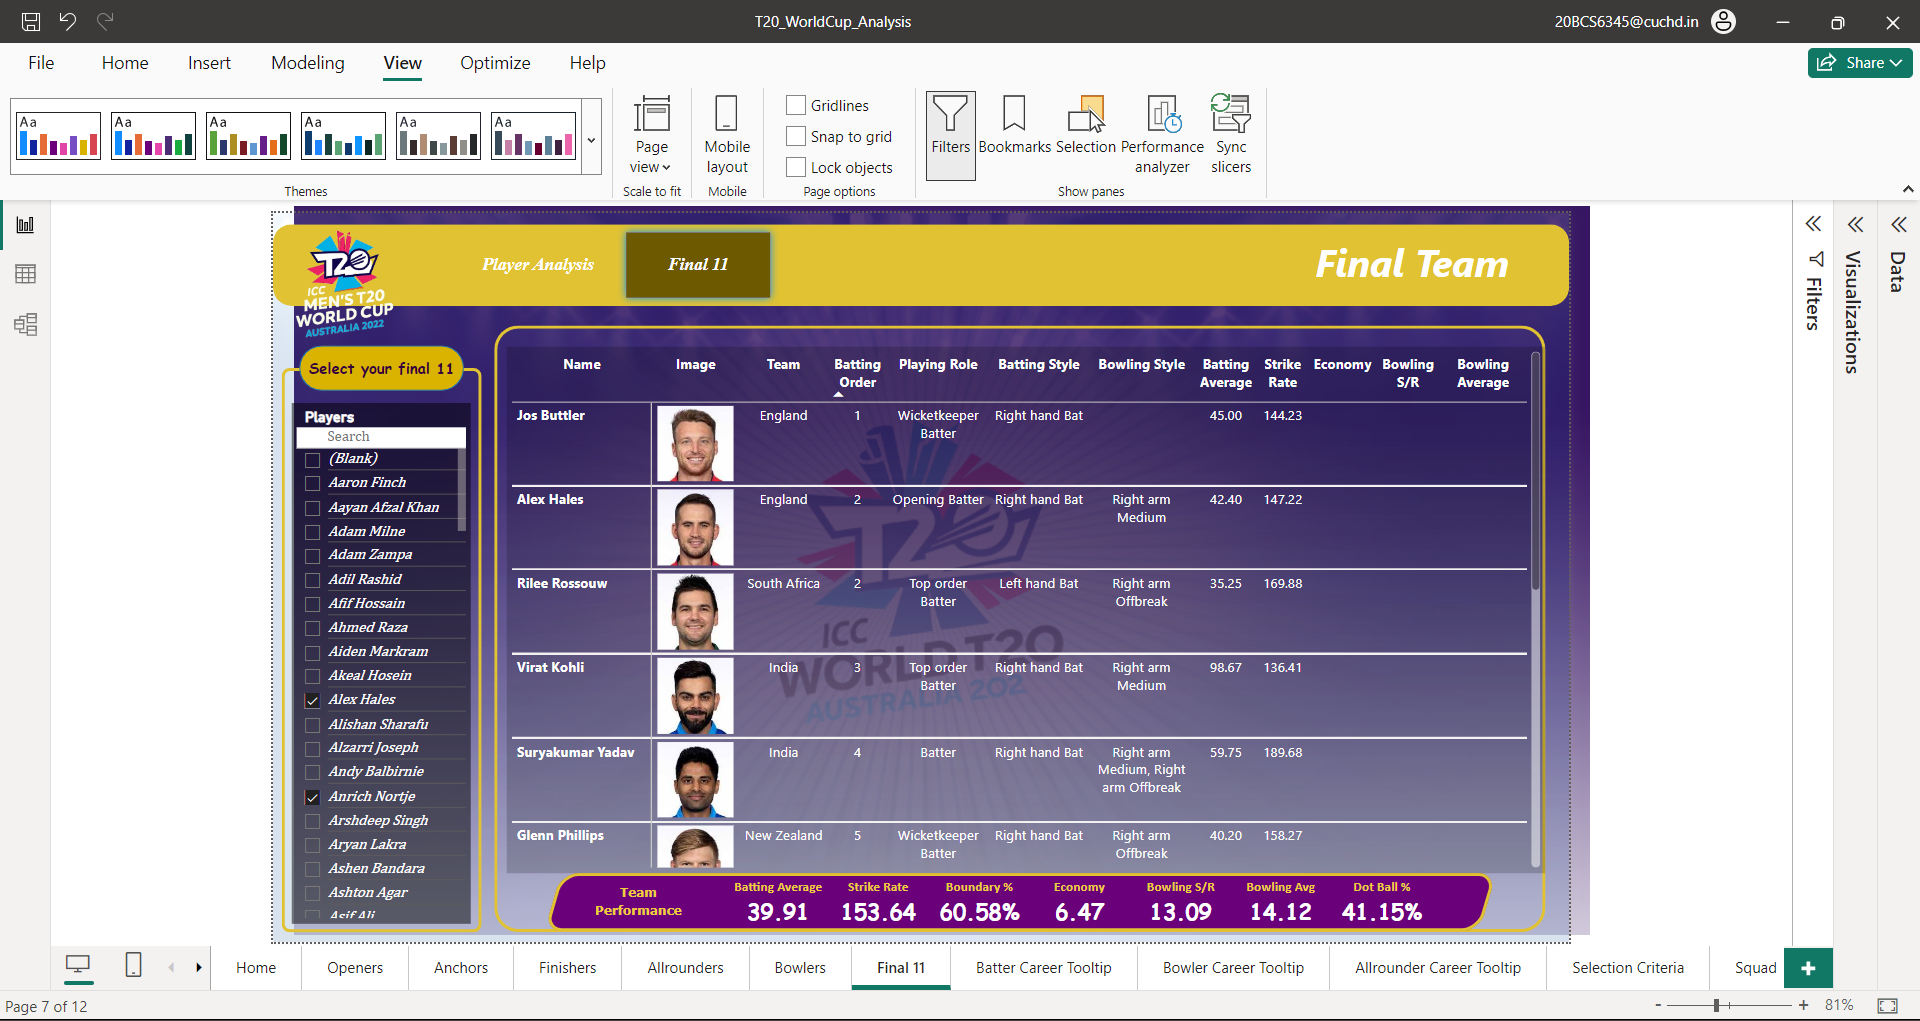 T20_WorldCup_Analysis
20BCS6345@cuchd.in
File Home Insert Modeling View Optimize Help
Share
Aa Aa Aa Aa Aa Aa
Themes
Page view
Scale to fit
Mobile layout
Mobile
Gridlines
Snap to grid
Lock objects
Page options
Filters Bookmarks Selection Performance analyzer Sync slicers
Show panes
T20
ICC
MEN'S T20
WORLD CUP
AUSTRALIA 2022
Player Analysis
Final 11
Final Team
Select your final 11
Players
Search
(Blank)
Aaron Finch
Aayan Afzal Khan
Adam Milne
Adam Zampa
Adil Rashid
Afif Hossain
Ahmed Raza
Aiden Markram
Akeal Hosein
Alex Hales
Alishan Sharafu
Alzarri Joseph
Andy Balbirnie
Anrich Nortje
Arshdeep Singh
Aryan Lakra
Ashen Bandara
Ashton Agar
Asif Ali
Name Image Team Batting Order Playing Role Batting Style Bowling Style Batting Average Strike Rate Economy Bowling S/R Bowling Average
Jos Buttler England 1 Wicketkeeper Batter Right hand Bat 45.00 144.23
Alex Hales England 2 Opening Batter Right hand Bat Right arm Medium 42.40 147.22
Rilee Rossouw South Africa 2 Top order Batter Left hand Bat Right arm Offbreak 35.25 169.88
Virat Kohli India 3 Top order Batter Right hand Bat Right arm Medium 98.67 136.41
Suryakumar Yadav India 4 Batter Right hand Bat Right arm Medium, Right arm Offbreak 59.75 189.68
Glenn Phillips New Zealand 5 Wicketkeeper Batter Right hand Bat Right arm Offbreak 40.20 158.27
T20
ICC
WORLD T20
AUSTRALIA 202
Team Performance
Batting Average Strike Rate Boundary % Economy Bowling S/R Bowling Avg Dot Ball %
39.91 153.64 60.58% 6.47 13.09 14.12 41.15%
Filters
Visualizations
Data
Home Openers Anchors Finishers Allrounders Bowlers Final 11 Batter Career Tooltip Bowler Career Tooltip Allrounder Career Tooltip Selection Criteria Squad
Page 7 of 12
- + 81%